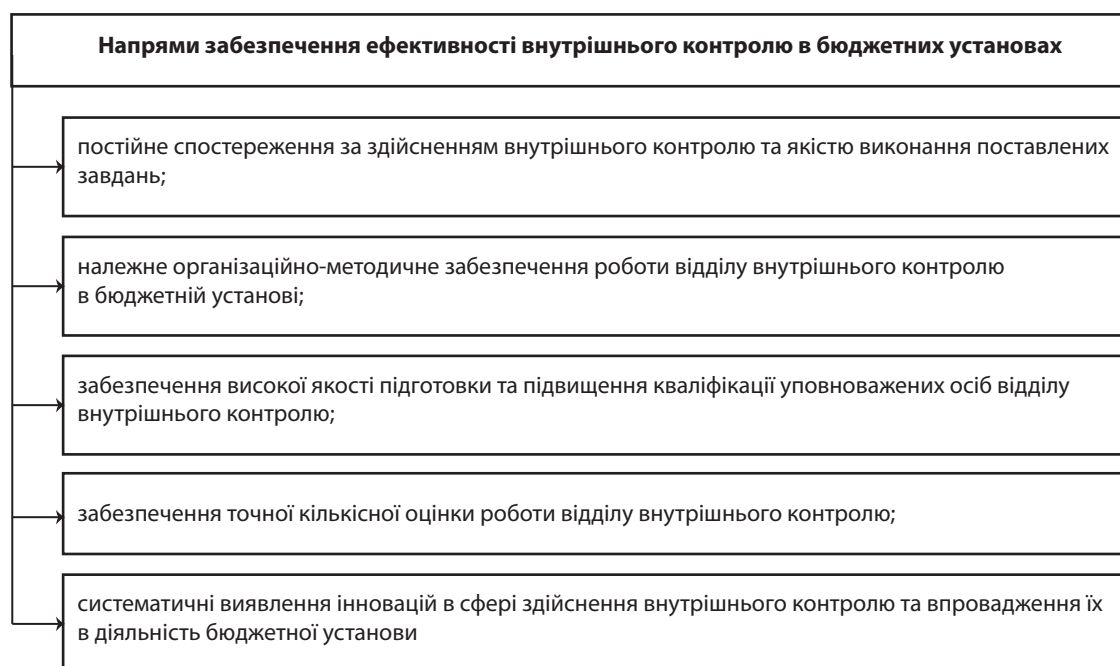 Напрями забезпечення ефективності внутрішнього контролю в бюджетних установах
постійне спостереження за здійсненням внутрішнього контролю та якістю виконання поставлених
завдань;
належне організаційно-методичне забезпечення роботи відділу внутрішнього контролю
в бюджетній установі;
забезпечення високої якості підготовки та підвищення кваліфікації уповноважених осіб відділу
внутрішнього контролю;
забезпечення точної кількісної оцінки роботи відділу внутрішнього контролю;
систематичні виявлення інновацій в сфері здійснення внутрішнього контролю та впровадження їх
в діяльність бюджетної установи